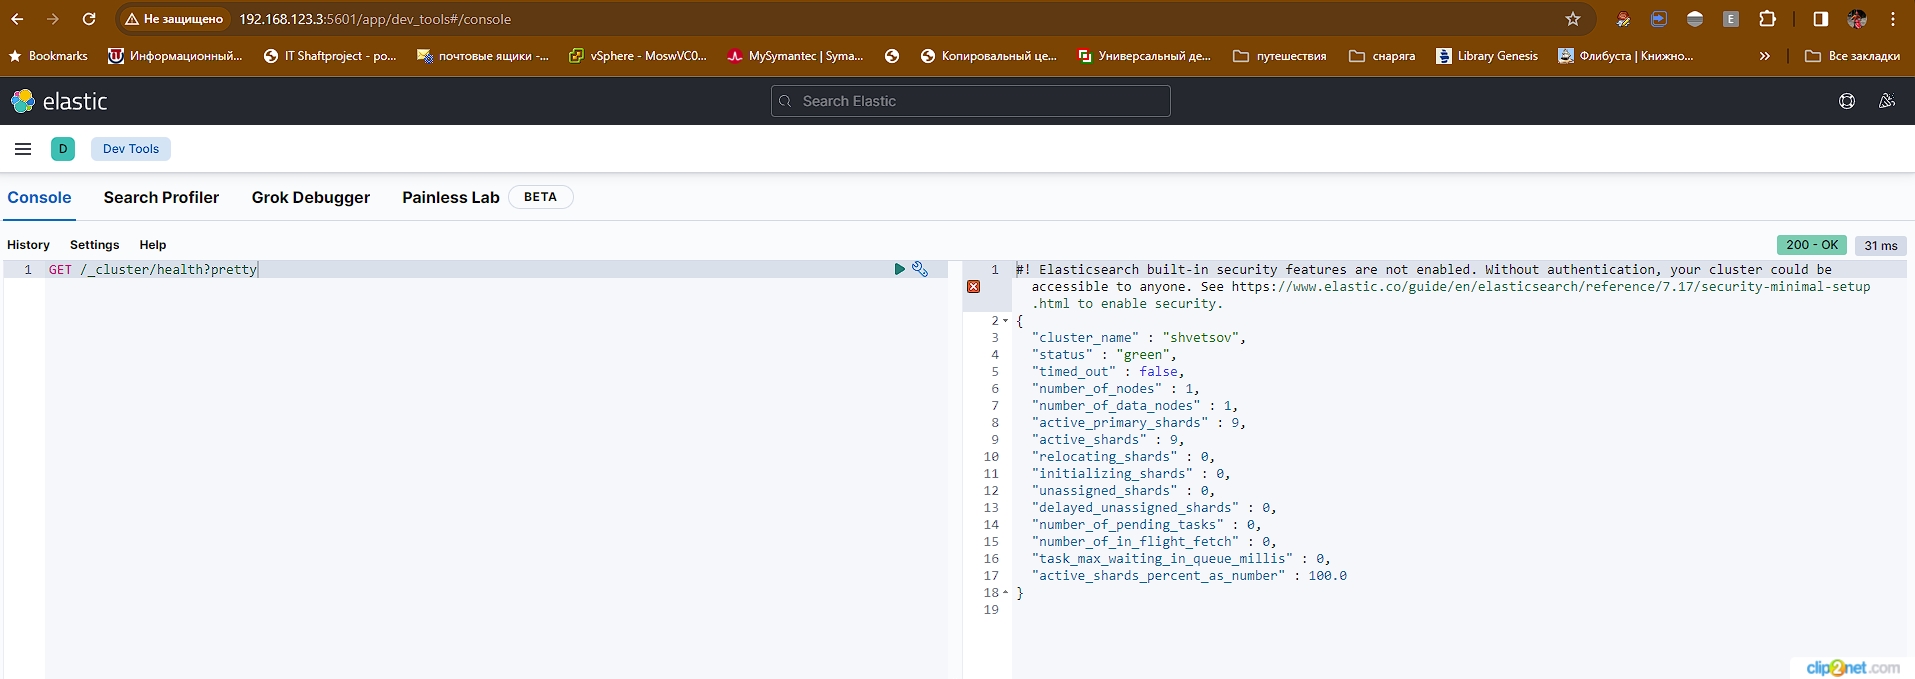 Не защищено 192.168.123.3:5601/app/dev_tools#/console
E
Bookmarks Информационный... IT Shaftproject - po... почтовые ящики -... vSphere - MoswVC0... MySymantec | Syma... Копировальный це... Универсальный де... путешествия снаряга Library Genesis Флибуста | Книжно... » Все закладки
elastic Search Elastic
D Dev Tools
Console Search Profiler Grok Debugger Painless Lab BETA
History Settings Help 200 - OK 31 ms
1 GET /_cluster/health?pretty
1 #! Elasticsearch built-in security features are not enabled. Without authentication, your cluster could be
accessible to anyone. See https://www.elastic.co/guide/en/elasticsearch/reference/7.17/security-minimal-setup
.html to enable security.
2 {
3 "cluster_name" : "shvetsov",
4 "status" : "green",
5 "timed_out" : false,
6 "number_of_nodes" : 1,
7 "number_of_data_nodes" : 1,
8 "active_primary_shards" : 9,
9 "active_shards" : 9,
10 "relocating_shards" : 0,
11 "initializing_shards" : 0,
12 "unassigned_shards" : 0,
13 "delayed_unassigned_shards" : 0,
14 "number_of_pending_tasks" : 0,
15 "number_of_in_flight_fetch" : 0,
16 "task_max_waiting_in_queue_millis" : 0,
17 "active_shards_percent_as_number" : 100.0
18 }
19
clip2net.com